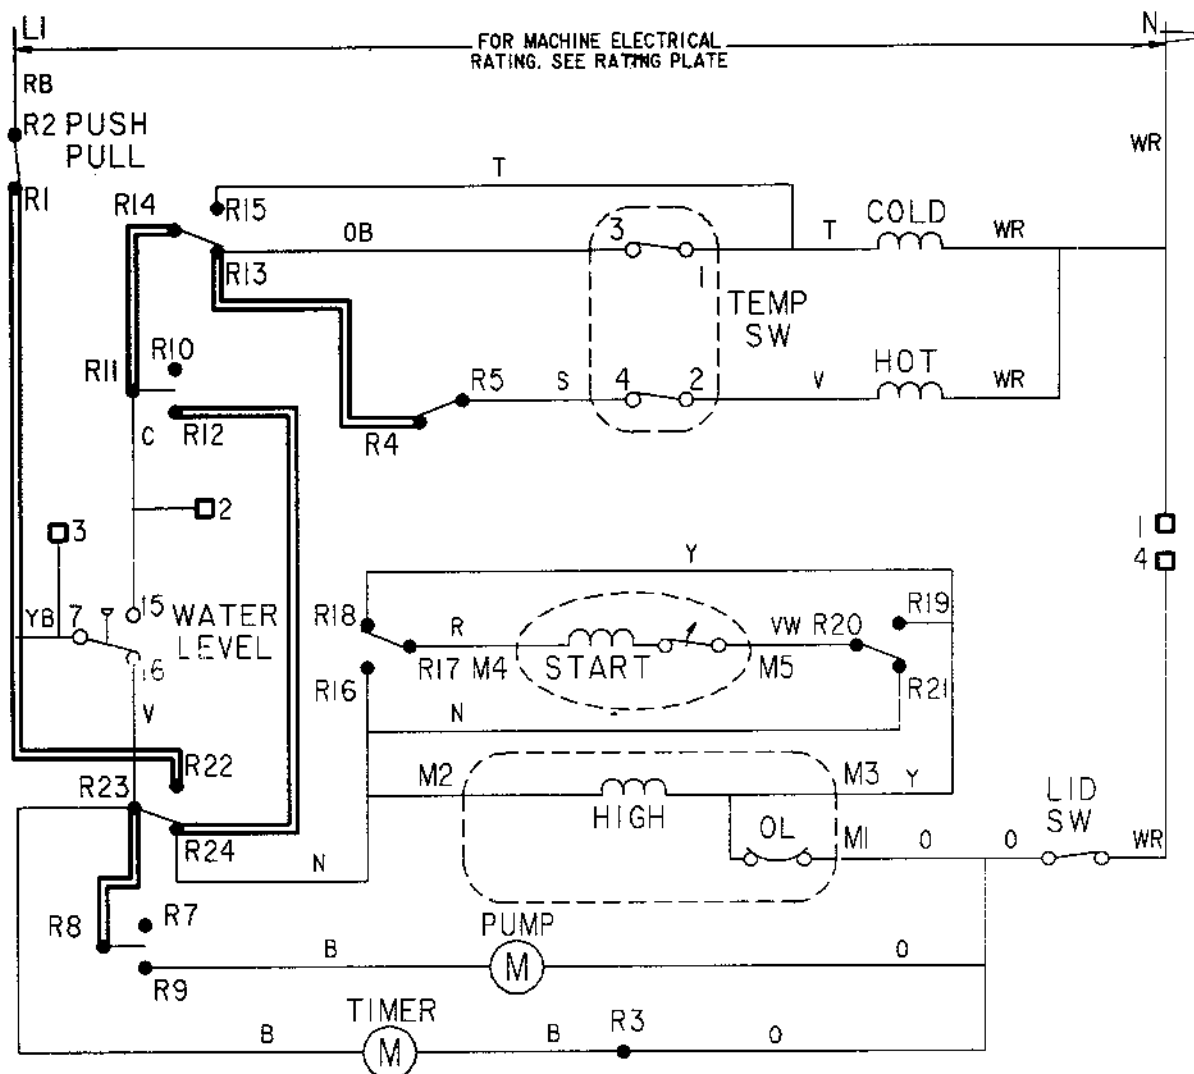 L1
N
FOR MACHINE ELECTRICAL
RATING. SEE RATING PLATE
RB
R2 PUSH
PULL
WR
R1
T
R14
R15
OB
3
T
COLD
WR
R13
1
TEMP
SW
R10
R11
HOT
R5
S
4
2
V
WR
C
R12
R4
2
3
1
4
Y
15
WATER
LEVEL
YB
7
16
R18
R19
R
VW
R20
R17
M4
START
M5
R16
R21
V
N
R22
M2
M3
Y
R23
HIGH
LID
SW
OL
R24
M1
O
O
WR
N
R8
R7
PUMP
B
M
O
R9
TIMER
B
M
B
R3
O